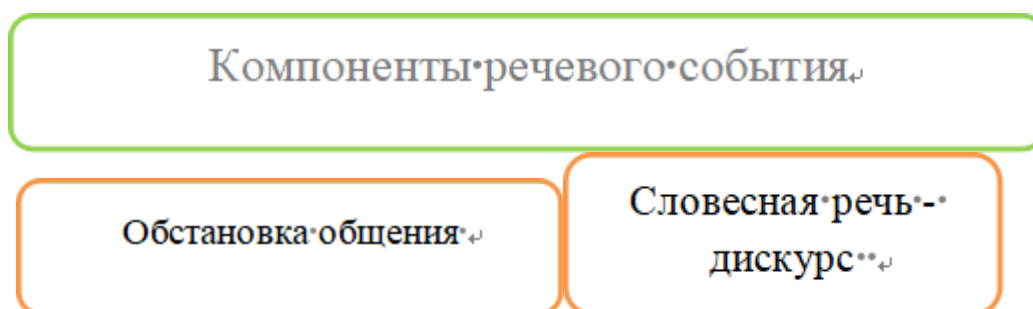 Компоненты речевого события
Обстановка общения
Словесная речь -
дискурс